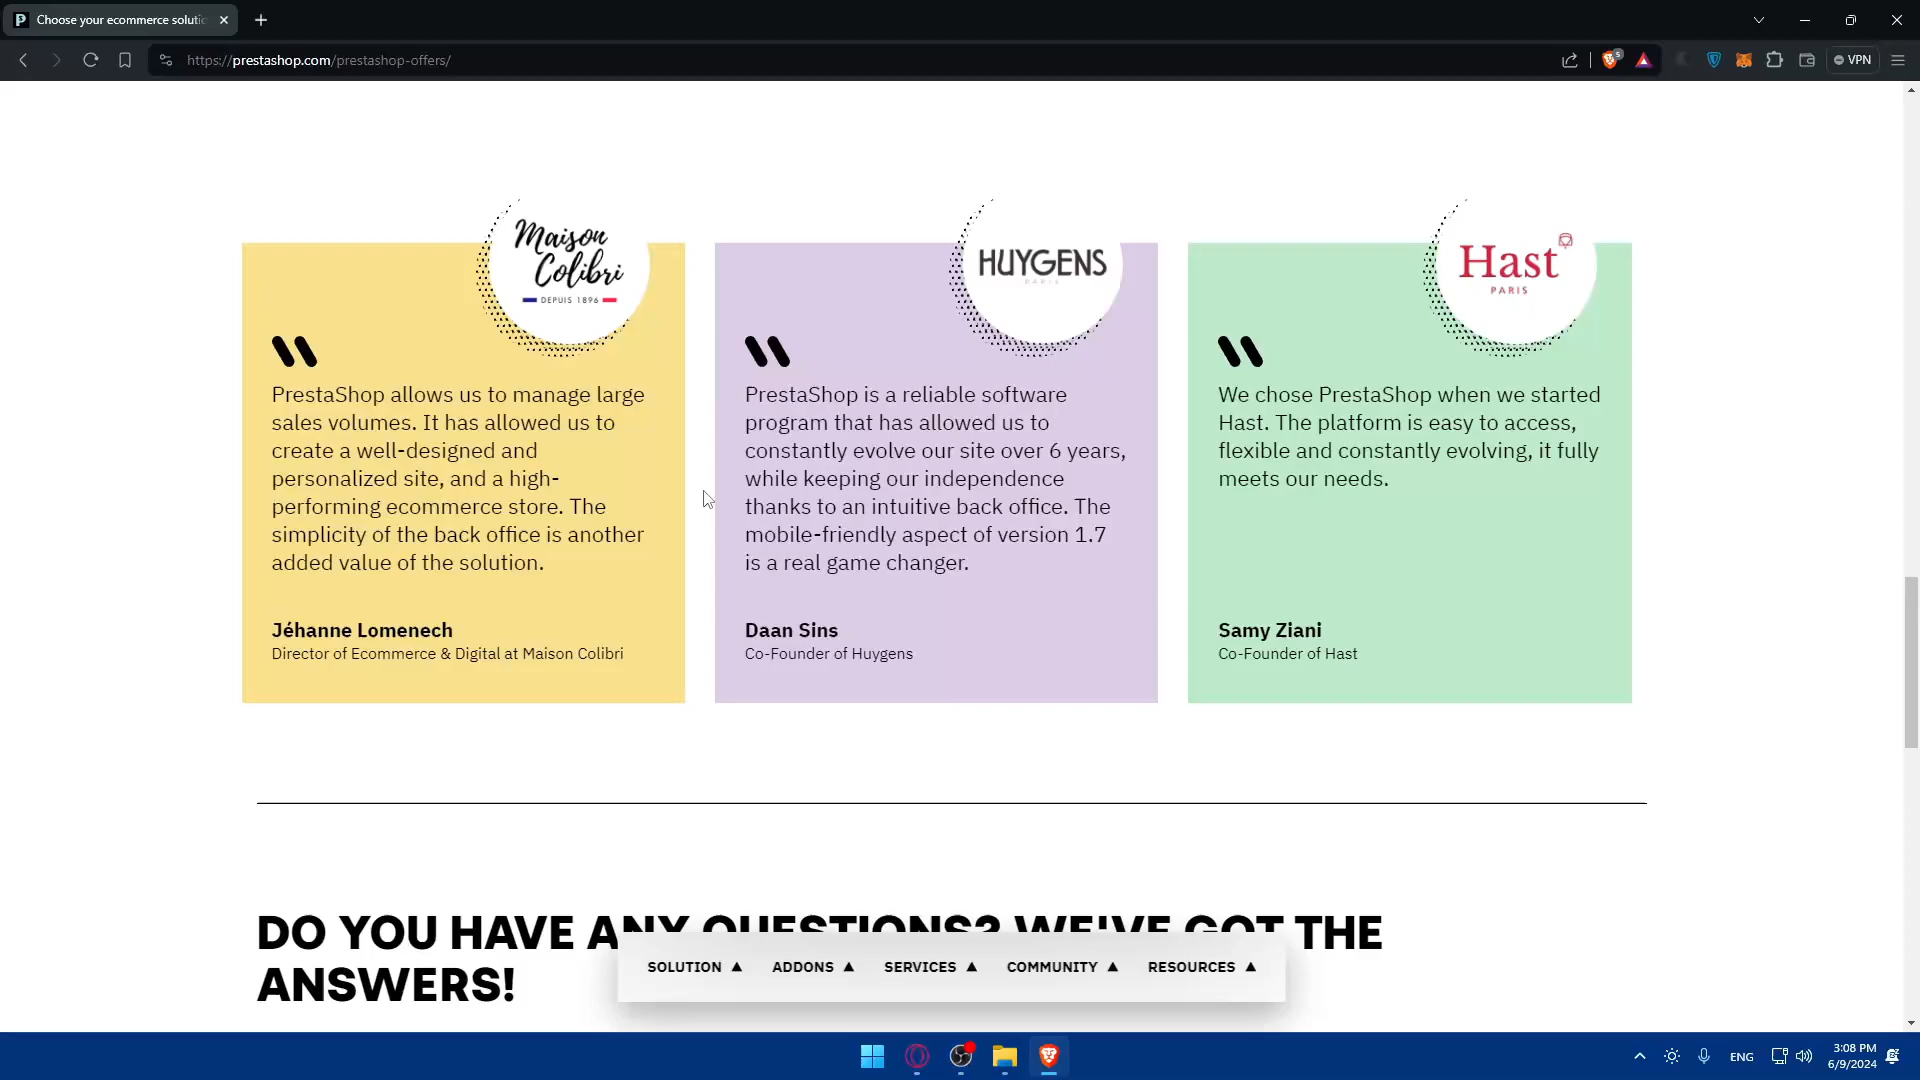 Choose your ecommerce soluti
https://prestashop.com/prestashop-offers/
5
VPN
Maison
Colibri
DEPUIS 1896
HUYGENS
PARIS
Hast
PARIS
PrestaShop allows us to manage large
sales volumes. It has allowed us to
create a well-designed and
personalized site, and a high-
performing ecommerce store. The
simplicity of the back office is another
added value of the solution.
Jéhanne Lomenech
Director of Ecommerce & Digital at Maison Colibri
PrestaShop is a reliable software
program that has allowed us to
constantly evolve our site over 6 years,
while keeping our independence
thanks to an intuitive back office. The
mobile-friendly aspect of version 1.7
is a real game changer.
Daan Sins
Co-Founder of Huygens
We chose PrestaShop when we started
Hast. The platform is easy to access,
flexible and constantly evolving, it fully
meets our needs.
Samy Ziani
Co-Founder of Hast
DO YOU HAVE ANY QUESTIONS? WE'VE GOT THE
ANSWERS!
SOLUTION ▲ ADDONS ▲ SERVICES ▲ COMMUNITY ▲ RESOURCES ▲
ENG
3:08 PM
6/9/2024